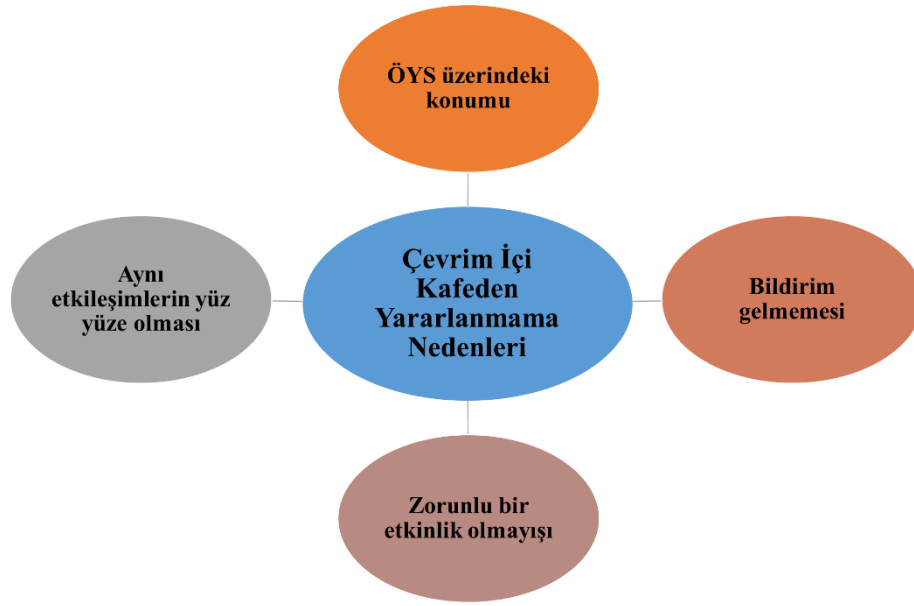 ÖYS üzerindeki
konumu
Aynı
etkileşimlerin yüz
yüze olması
Çevrim İçi
Kafeden
Yararlanmama
Nedenleri
Bildirim
gelmemesi
Zorunlu bir
etkinlik olmayışı